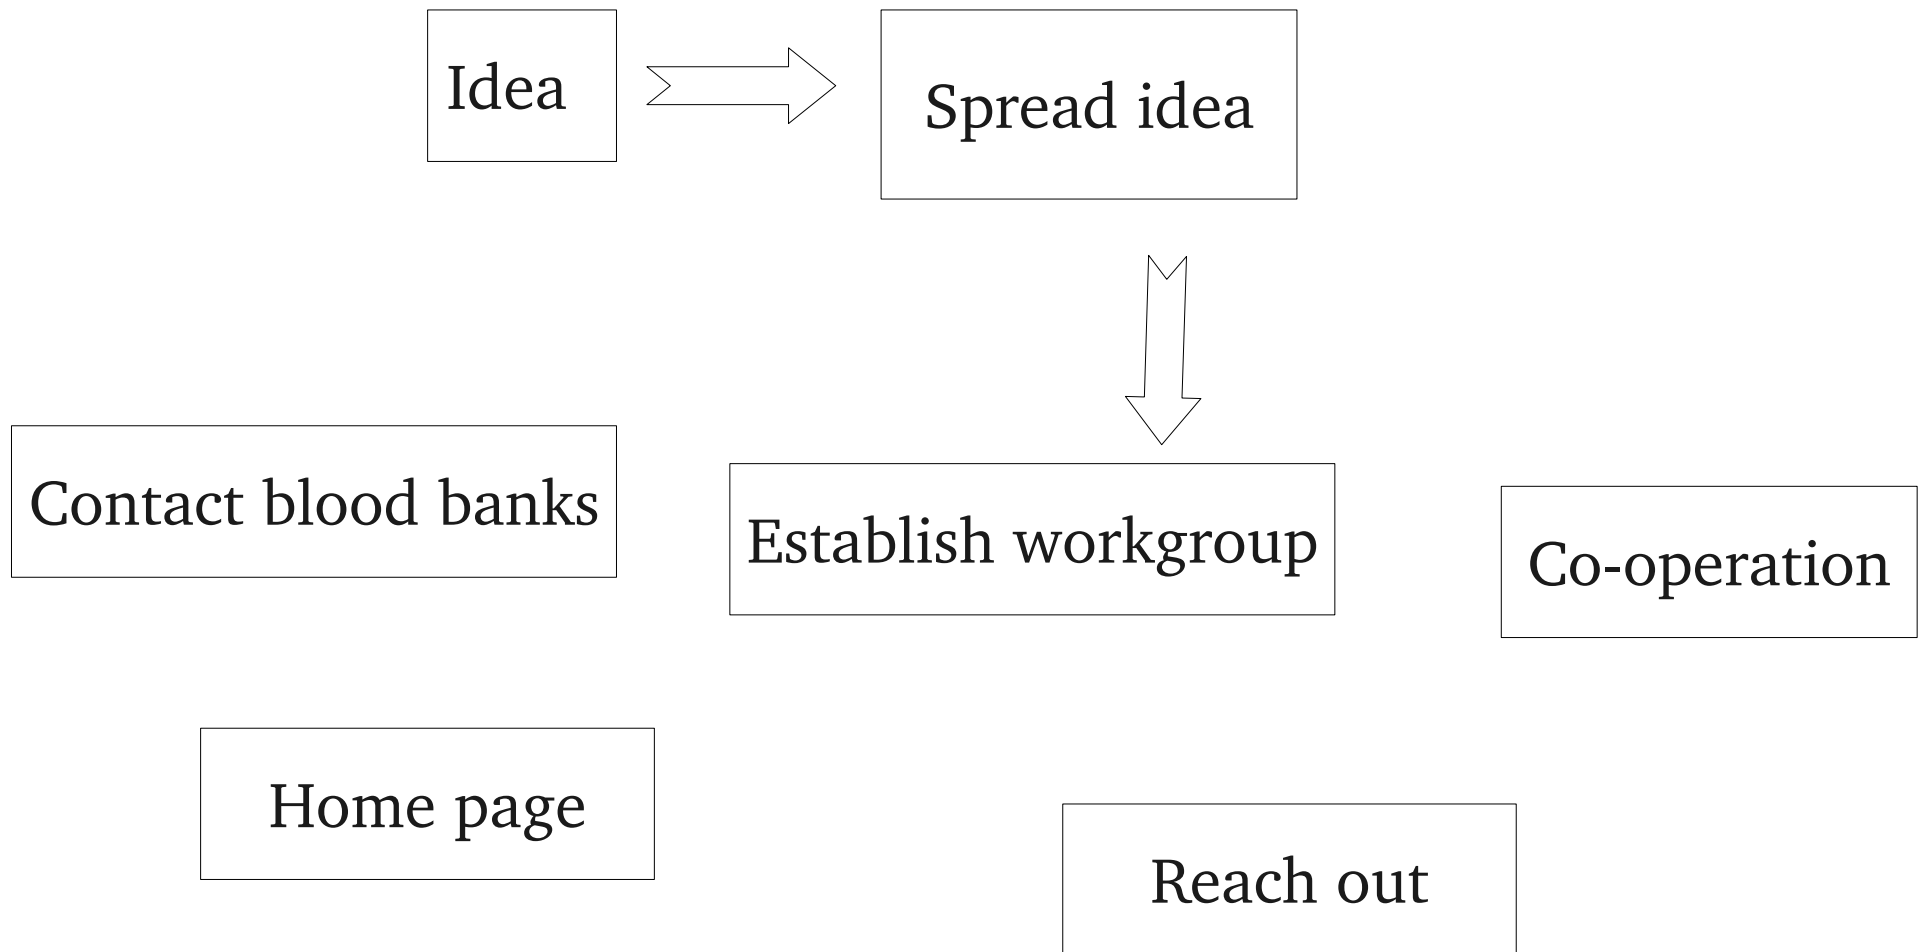 Idea
Spread idea
Contact blood banks
Establish workgroup
Co-operation
Home page
Reach out